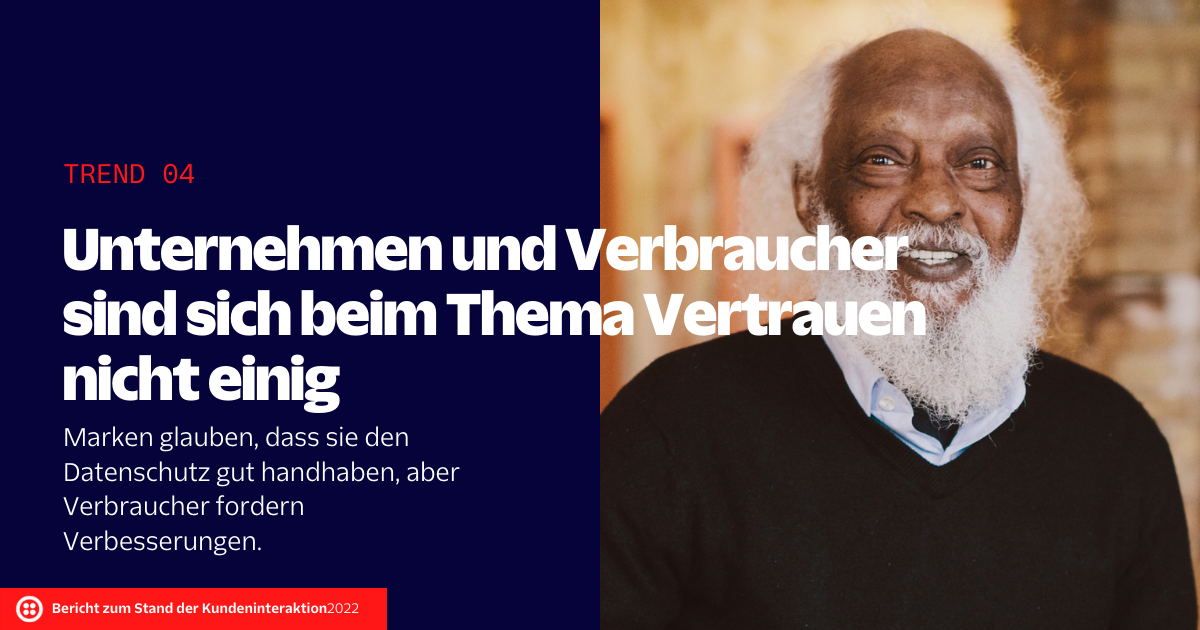 TREND 04
Unternehmen und Verbraucher
sind sich beim Thema Vertrauen
nicht einig
Marken glauben, dass sie den
Datenschutz gut handhaben, aber
Verbraucher fordern
Verbesserungen.
Bericht zum Stand der Kundeninteraktion2022